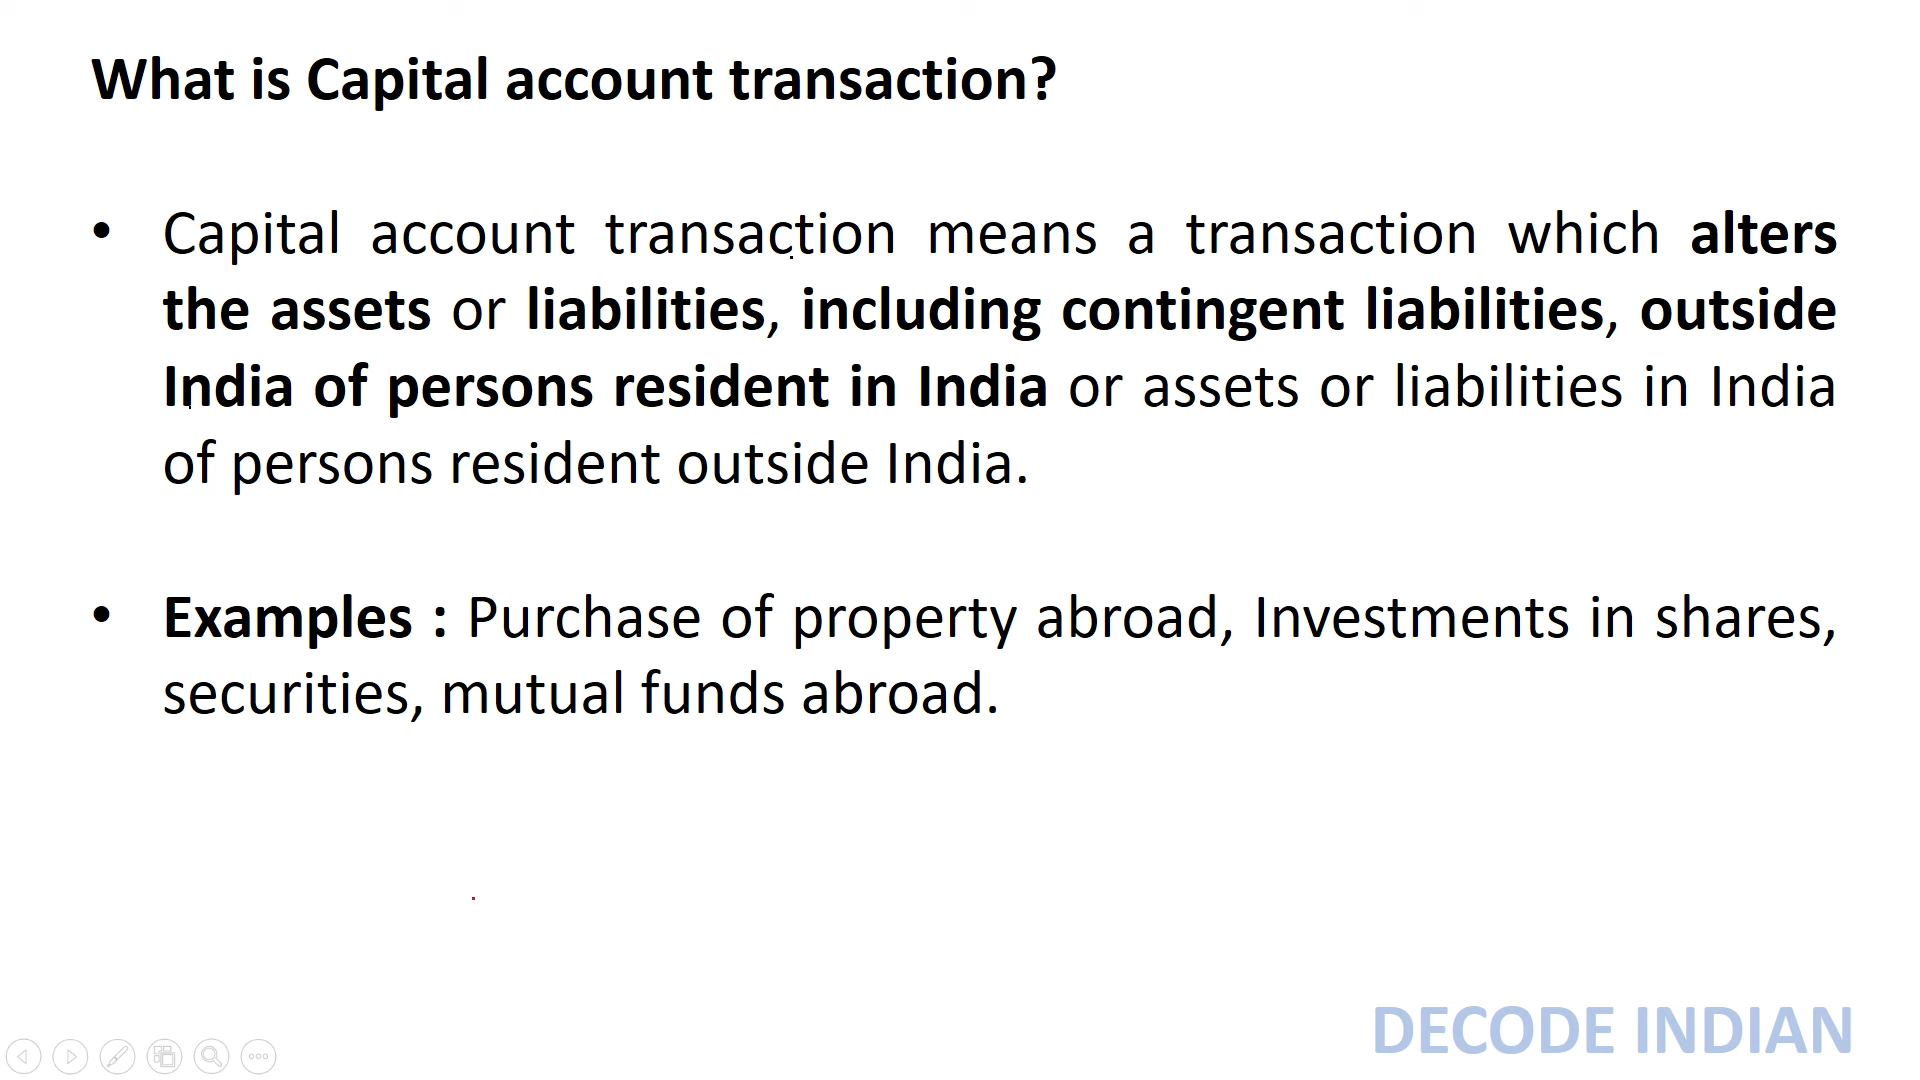 What is Capital account transaction?
• Capital account transaction means a transaction which alters
the assets or liabilities, including contingent liabilities, outside
India of persons resident in India or assets or liabilities in India
of persons resident outside India.
• Examples : Purchase of property abroad, Investments in shares,
securities, mutual funds abroad.
DECODE INDIAN